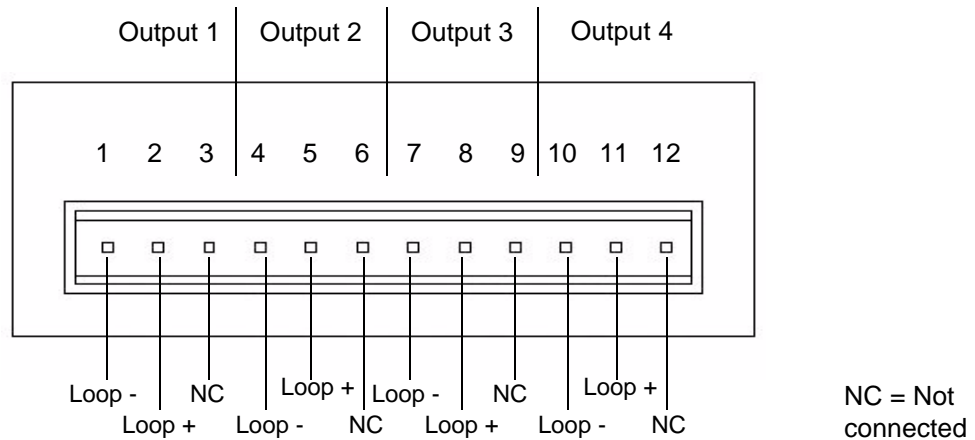 Output 1 Output 2 Output 3 Output 4
1 2 3 4 5 6 7 8 9 10 11 12
Loop - NC Loop + Loop - NC Loop +
Loop + Loop - NC Loop + Loop - NC
NC = Not
connected